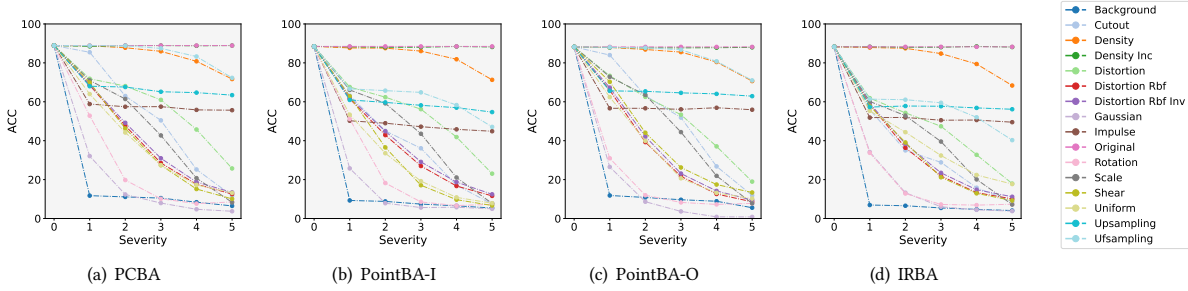 100
80
60
40
20
0
ACC
0 1 2 3 4 5
Severity
(a) PCBA
100
80
60
40
20
0
ACC
0 1 2 3 4 5
Severity
(b) PointBA-I
100
80
60
40
20
0
ACC
0 1 2 3 4 5
Severity
(c) PointBA-O
100
80
60
40
20
0
ACC
0 1 2 3 4 5
Severity
(d) IRBA
Background
Cutout
Density
Density Inc
Distortion
Distortion Rbf
Distortion Rbf Inv
Gaussian
Impulse
Original
Rotation
Scale
Shear
Uniform
Upsampling
Ufsampling